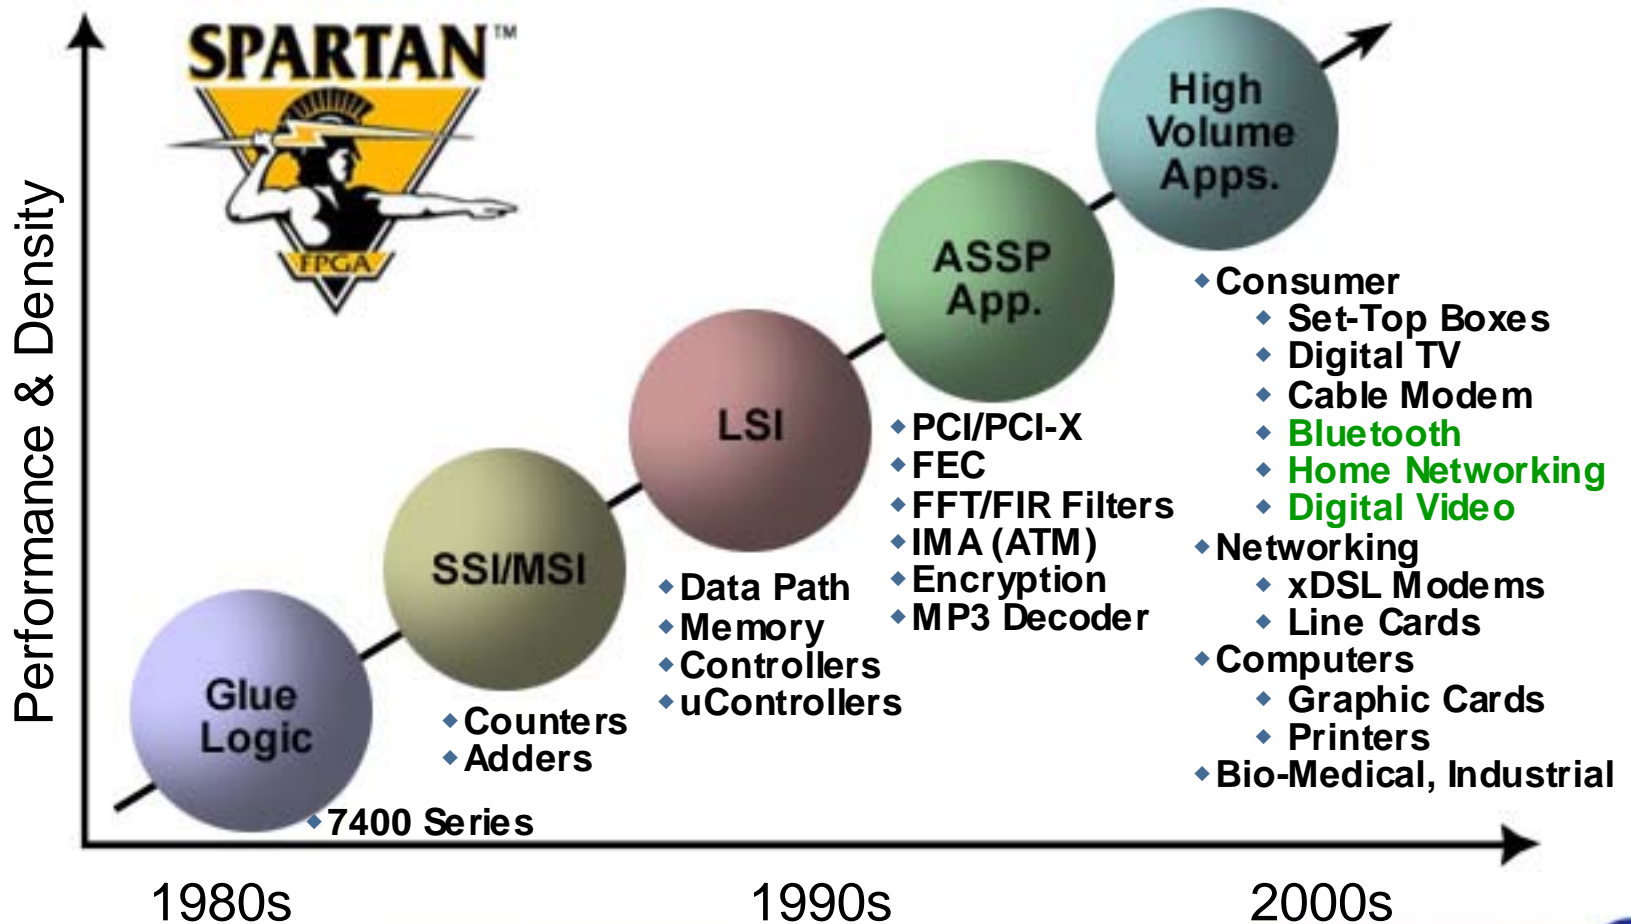 SPARTAN™
FPGA
Performance & Density
High
Volume
Apps.
ASSP
App.
LSI
SSI/MSI
Glue
Logic
7400 Series
Counters
Adders
Data Path
Memory
Controllers
uControllers
PCI/PCI-X
FEC
FFT/FIR Filters
IMA (ATM)
Encryption
MP3 Decoder
Consumer
Set-Top Boxes
Digital TV
Cable Modem
Bluetooth
Home Networking
Digital Video
Networking
xDSL Modems
Line Cards
Computers
Graphic Cards
Printers
Bio-Medical, Industrial
1980s
1990s
2000s